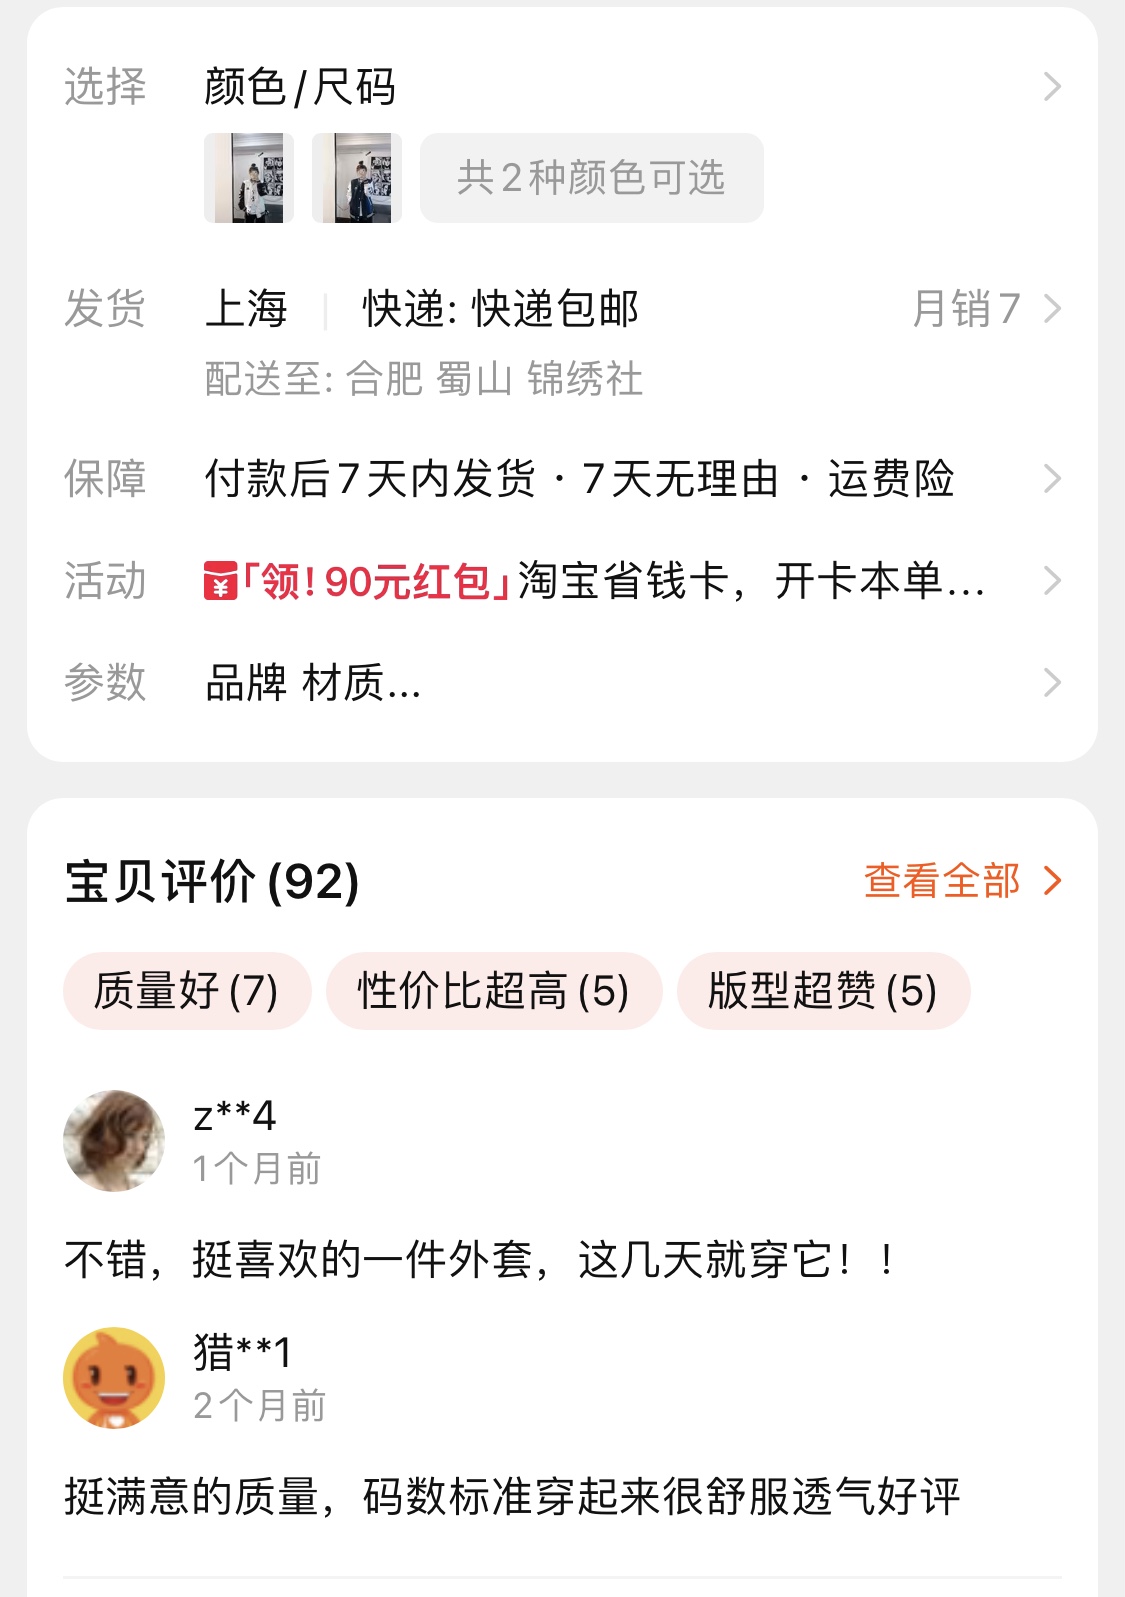 选择 颜色/尺码
共2种颜色可选
发货 上海 快递: 快递包邮 月销7
配送至: 合肥 蜀山 锦绣社
保障 付款后7天内发货 · 7天无理由 · 运费险
活动 ¥「领! 90元红包」淘宝省钱卡，开卡本单...
参数 品牌 材质...
宝贝评价(92) 查看全部
质量好(7) 性价比超高(5) 版型超赞(5)
z**4
1个月前
不错，挺喜欢的一件外套，这几天就穿它！！
猎**1
2个月前
挺满意的质量，码数标准穿起来很舒服透气好评